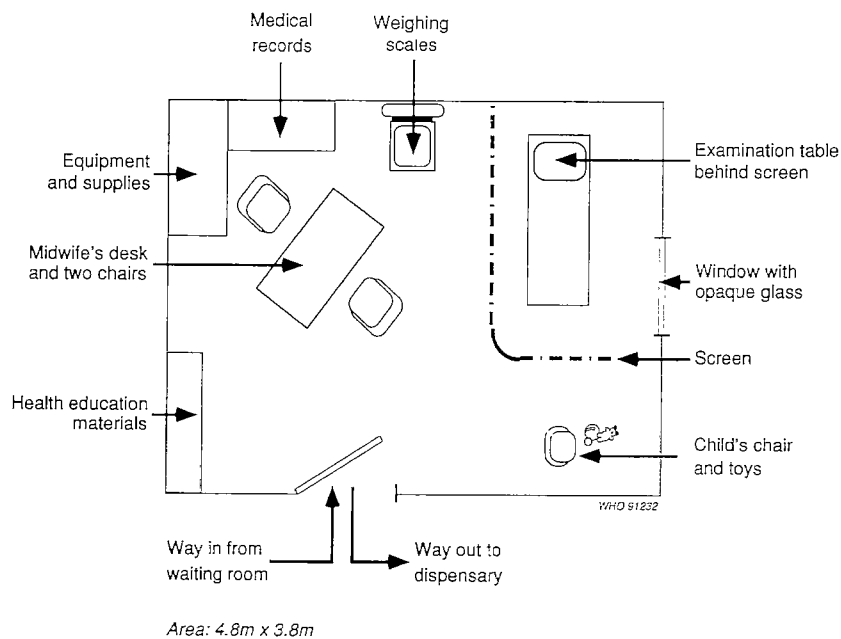 Medical
records
Weighing
scales
Equipment
and supplies
Examination table
behind screen
Midwife's desk
and two chairs
Window with
opaque glass
Screen
Health education
materials
Child's chair
and toys
WHO 91232
Way in from
waiting room
Way out to
dispensary
Area: 4.8m x 3.8m